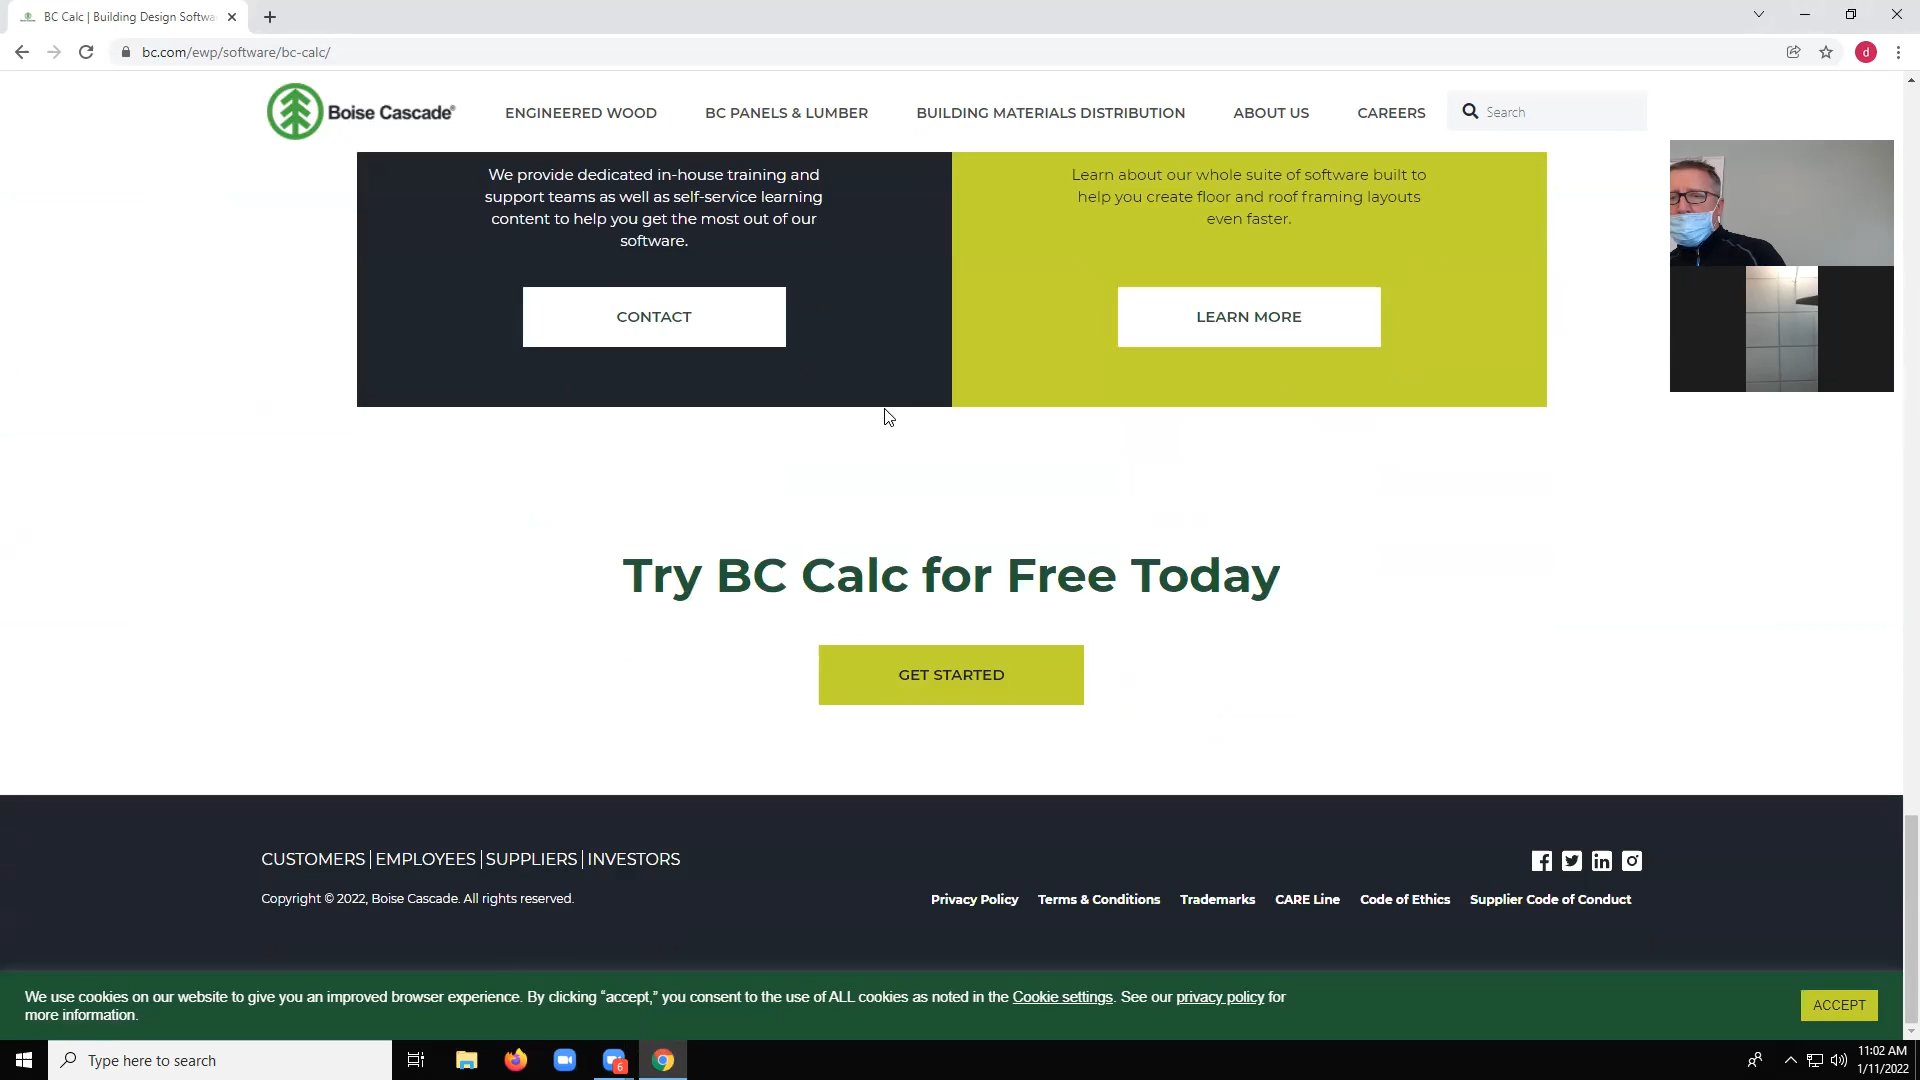 BC Calc | Building Design Softwa
bc.com/ewp/software/bc-calc/
d
Boise Cascade®
ENGINEERED WOOD
BC PANELS & LUMBER
BUILDING MATERIALS DISTRIBUTION
ABOUT US
CAREERS
Search
We provide dedicated in-house training and
support teams as well as self-service learning
content to help you get the most out of our
software.
CONTACT
Learn about our whole suite of software built to
help you create floor and roof framing layouts
even faster.
LEARN MORE
Try BC Calc for Free Today
GET STARTED
CUSTOMERS | EMPLOYEES | SUPPLIERS | INVESTORS
Copyright © 2022, Boise Cascade. All rights reserved.
Privacy Policy Terms & Conditions Trademarks CARE Line Code of Ethics Supplier Code of Conduct
We use cookies on our website to give you an improved browser experience. By clicking “accept,” you consent to the use of ALL cookies as noted in the Cookie settings. See our privacy policy for
more information.
ACCEPT
Type here to search
6
11:02 AM
1/11/2022